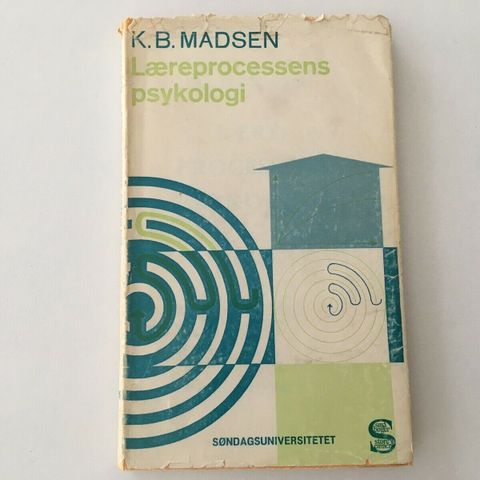 K.B. MADSEN
Læreprocessens
psykologi
SØNDAGSUNIVERSITETET